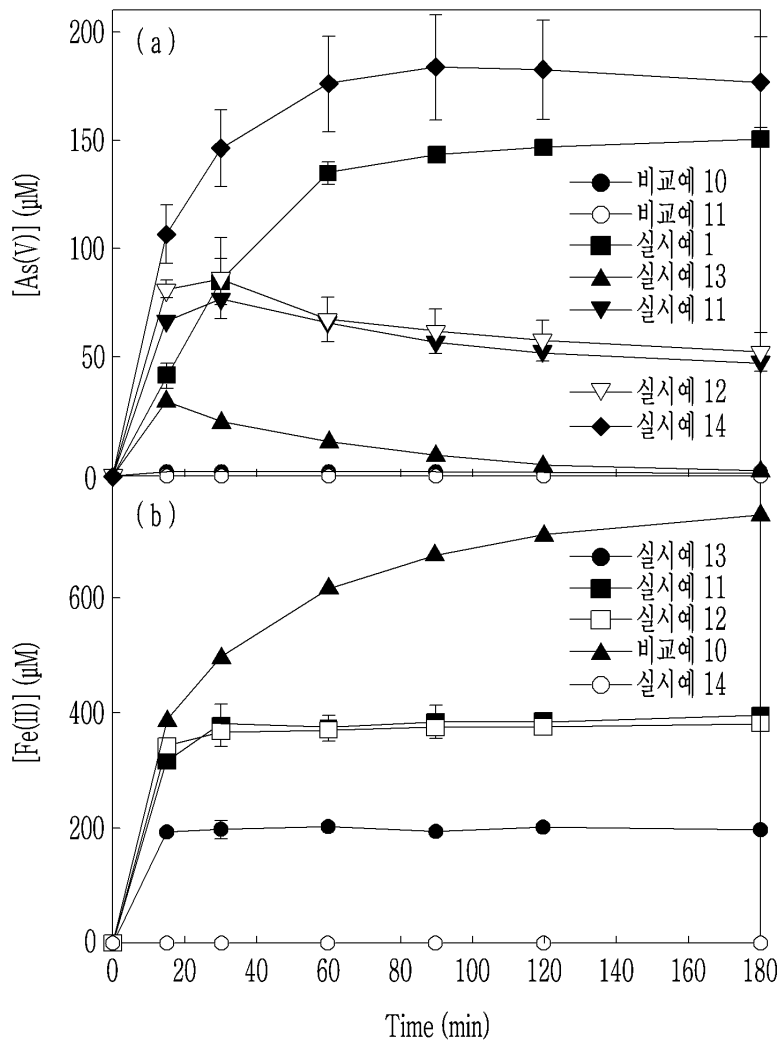 (a)
200
150
100
50
0
[As(V)] (μM)
비교예 10
비교예 11
실시예 1
실시예 13
실시예 11
실시예 12
실시예 14
(b)
600
400
200
0
[Fe(II)] (μM)
실시예 13
실시예 11
실시예 12
비교예 10
실시예 14
0 20 40 60 80 100 120 140 160 180
Time (min)